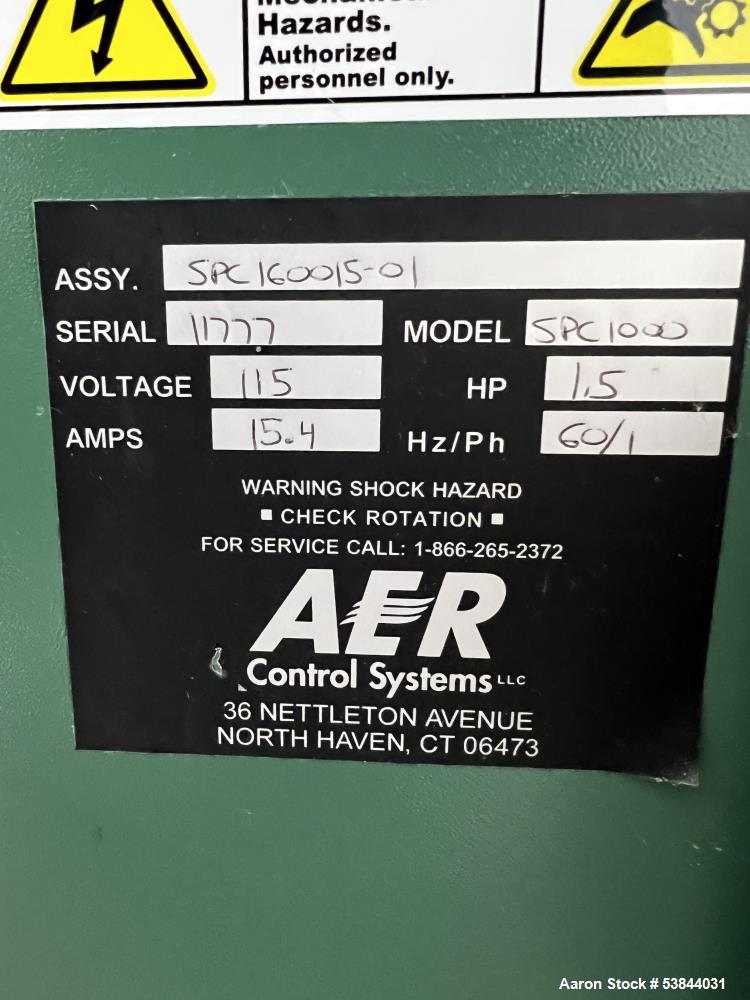 Hazards.
Authorized
personnel only.
ASSY. SPC160015-01
SERIAL 11777 MODEL SPC1000
VOLTAGE 115 HP 1.5
AMPS 15.4 Hz/Ph 60/1
WARNING SHOCK HAZARD
▪ CHECK ROTATION ▪
FOR SERVICE CALL: 1-866-265-2372
AER
Control Systems LLC
36 NETTLETON AVENUE
NORTH HAVEN, CT 06473
Aaron Stock # 53844031